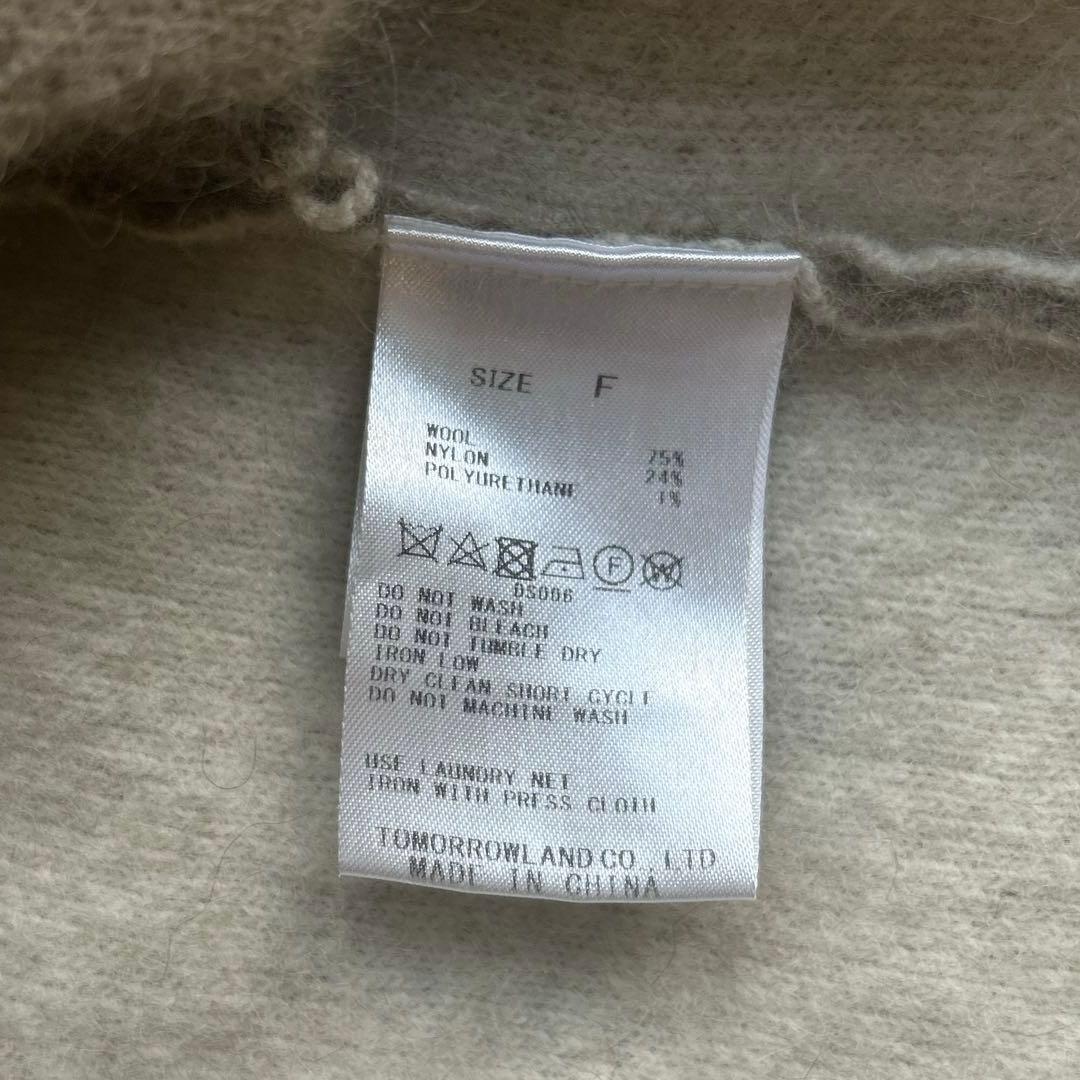 SIZE F
WOOL 75%
NYLON 24%
POLYURETHANE 1%
F W
DS006
DO NOT WASH
DO NOT BLEACH
DO NOT TUMBLE DRY
IRON LOW
DRY CLEAN SHORT CYCLE
DO NOT MACHINE WASH
USE LAUNDRY NET
IRON WITH PRESS CLOTH
TOMORROWLAND CO.,LTD
MADE IN CHINA